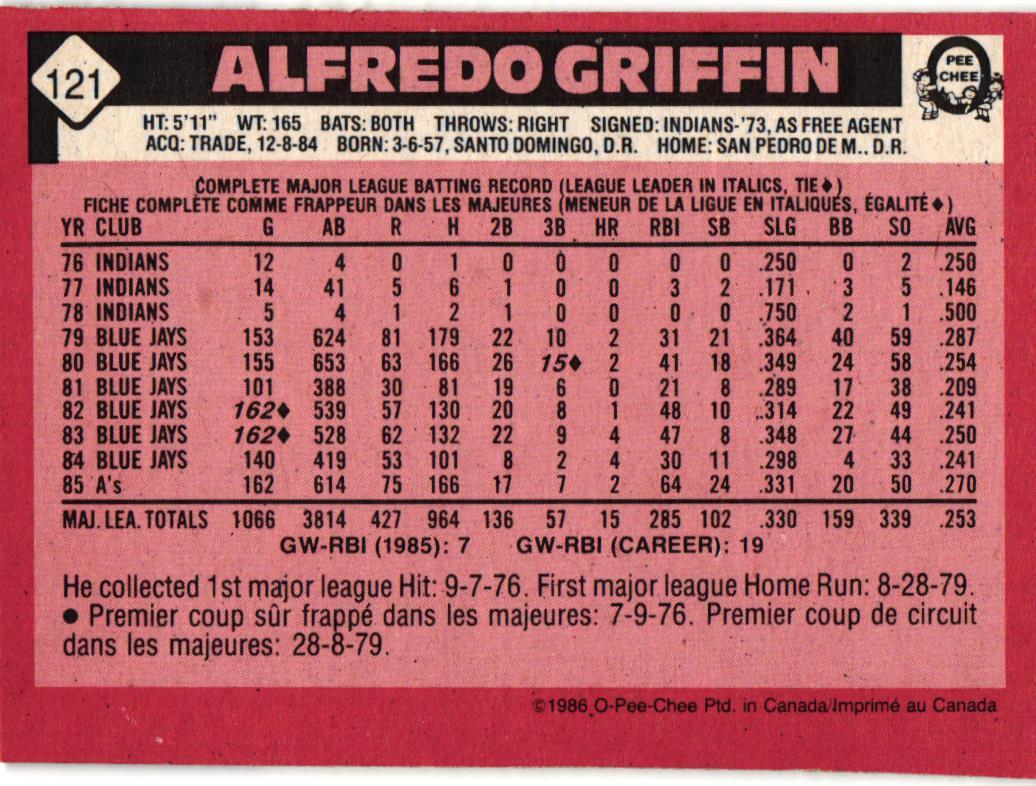 121
ALFREDO GRIFFIN
PEE
CHEE
HT: 5'11" WT: 165 BATS: BOTH THROWS: RIGHT SIGNED: INDIANS-'73, AS FREE AGENT
ACQ: TRADE, 12-8-84 BORN: 3-6-57, SANTO DOMINGO, D.R. HOME: SAN PEDRO DE M., D.R.
COMPLETE MAJOR LEAGUE BATTING RECORD (LEAGUE LEADER IN ITALICS, TIE♦)
FICHE COMPLÈTE COMME FRAPPEUR DANS LES MAJEURES (MENEUR DE LA LIGUE EN ITALIQUES, ÉGALITÉ♦)
YR CLUB G AB R H 2B 3B HR RBI SB SLG BB SO AVG
76 INDIANS 12 4 0 1 0 0 0 0 0 .250 0 2 .250
77 INDIANS 14 41 5 6 1 0 0 3 2 .171 3 5 .146
78 INDIANS 5 4 1 2 1 0 0 0 0 .750 2 1 .500
79 BLUE JAYS 153 624 81 179 22 10 2 31 21 .364 40 59 .287
80 BLUE JAYS 155 653 63 166 26 15♦ 2 41 18 .349 24 58 .254
81 BLUE JAYS 101 388 30 81 19 6 0 21 8 .289 17 38 .209
82 BLUE JAYS 162♦ 539 57 130 20 8 1 48 10 .314 22 49 .241
83 BLUE JAYS 162♦ 528 62 132 22 9 4 47 8 .348 27 44 .250
84 BLUE JAYS 140 419 53 101 8 2 4 30 11 .298 4 33 .241
85 A's 162 614 75 166 17 7 2 64 24 .331 20 50 .270
MAJ. LEA. TOTALS 1066 3814 427 964 136 57 15 285 102 .330 159 339 .253
GW-RBI (1985): 7 GW-RBI (CAREER): 19
He collected 1st major league Hit: 9-7-76. First major league Home Run: 8-28-79.
● Premier coup sûr frappé dans les majeures: 7-9-76. Premier coup de circuit
dans les majeures: 28-8-79.
©1986 O-Pee-Chee Ptd. in Canada/Imprimé au Canada